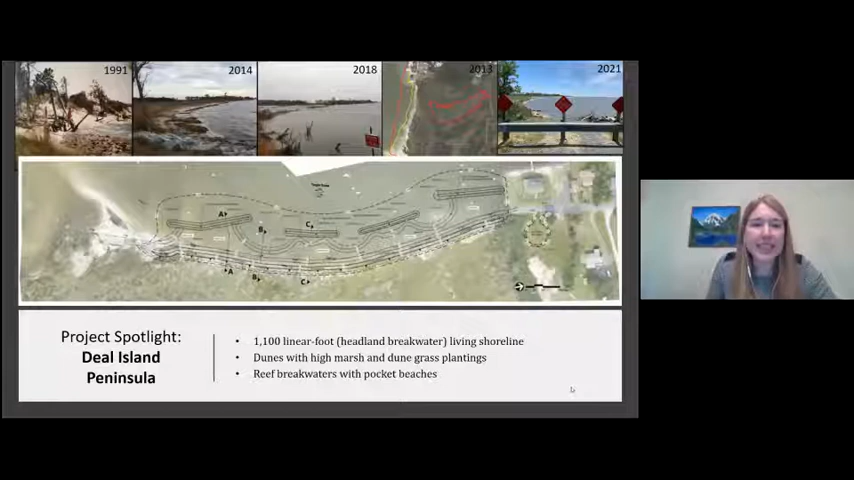 1991
2014
2018
2013
2021
A
B
C
A
B
C
Project Spotlight:
Deal Island
Peninsula
• 1,100 linear-foot (headland breakwater) living shoreline
• Dunes with high marsh and dune grass plantings
• Reef breakwaters with pocket beaches